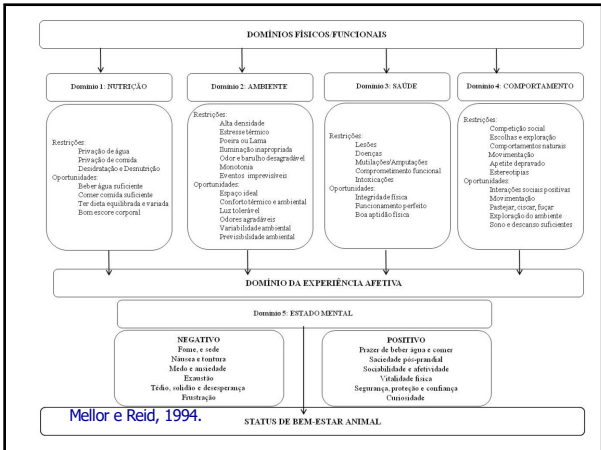 DOMÍNIOS FÍSICOS/FUNCIONAIS
Domínio 1: NUTRIÇÃO
Restrições:
Privação de água
Privação de comida
Desidratação e Desnutrição
Oportunidades:
Beber água suficiente
Comer comida suficiente
Ter dieta equilibrada e variada
Bom escore corporal
Domínio 2: AMBIENTE
Restrições:
Alta densidade
Estresse térmico
Poeira ou Lama
Iluminação inapropriada
Odor e barulho desagradável
Monotonia
Eventos imprevisíveis
Oportunidades:
Espaço ideal
Conforto térmico e ambiental
Luz tolerável
Odores agradáveis
Variabilidade ambiental
Previsibilidade ambiental
Domínio 3: SAÚDE
Restrições:
Lesões
Doenças
Mutilações/Amputações
Comprometimento funcional
Intoxicações
Oportunidades:
Integridade física
Funcionamento perfeito
Boa aptidão física
Domínio 4: COMPORTAMENTO
Restrições:
Competição social
Escolhas e exploração
Comportamentos naturais
Movimentação
Apetite depravado
Estereotipias
Oportunidades
Interações sociais positivas
Movimentação
Pastejar, ciscar, fuçar
Exploração do ambiente
Sono e descanso suficientes
DOMÍNIO DA EXPERIÊNCIA AFETIVA
Domínio 5: ESTADO MENTAL
NEGATIVO
Fome, e sede
Náusea e tontura
Medo e ansiedade
Exaustão
Tédio, solidão e desesperança
Frustração
POSITIVO
Prazer de beber água e comer
Saciedade pós-prandial
Sociabilidade e afetividade
Vitalidade física
Segurança, proteção e confiança
Curiosidade
Mellor e Reid, 1994.
STATUS DE BEM-ESTAR ANIMAL